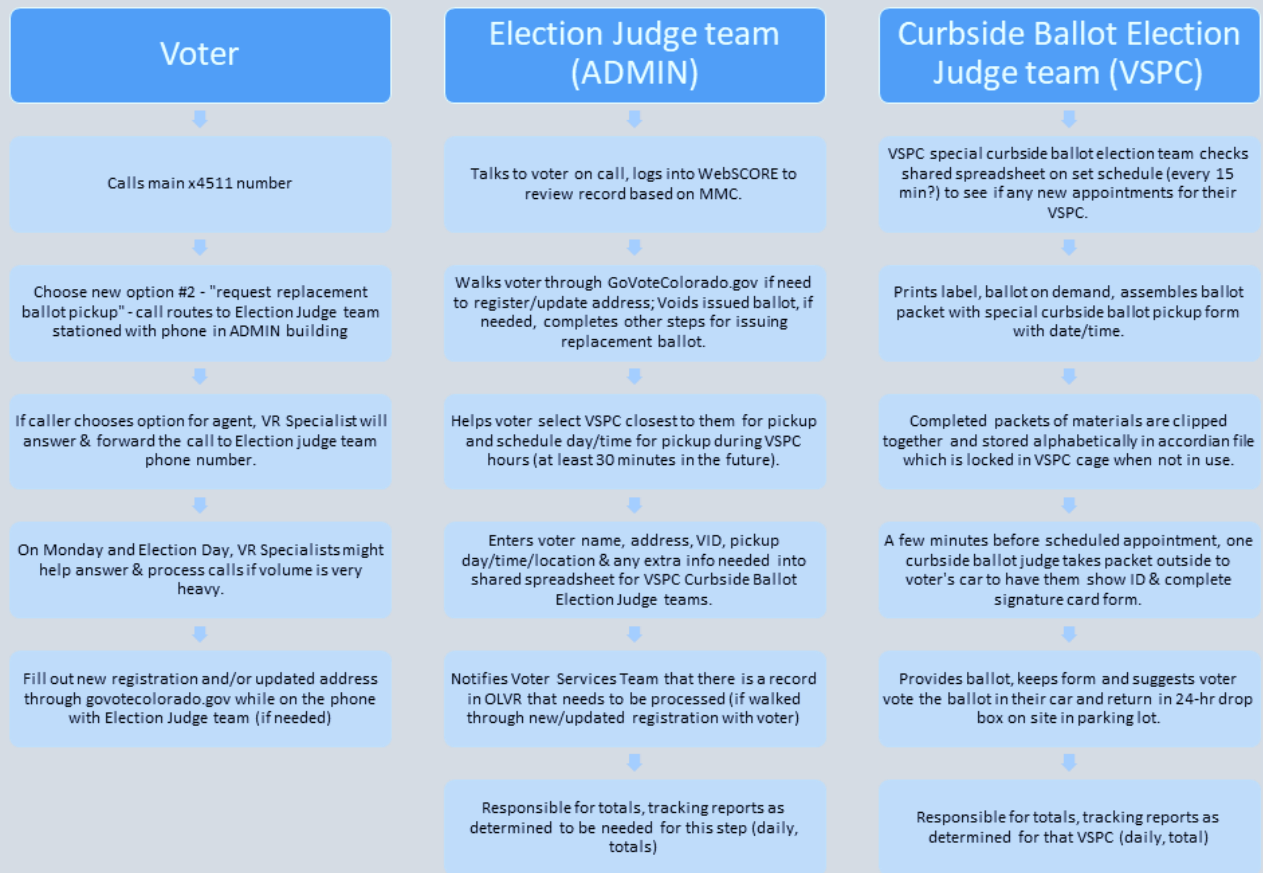 Voter
Calls main x4511 number
Choose new option #2 - "request replacement
ballot pickup" - call routes to Election Judge team
stationed with phone in ADMIN building
If caller chooses option for agent, VR Specialist will
answer & forward the call to Election judge team
phone number.
On Monday and Election Day, VR Specialists might
help answer & process calls if volume is very
heavy.
Fill out new registration and/or updated address
through govotecolorado.gov while on the phone
with Election Judge team (if needed)
Election Judge team
(ADMIN)
Talks to voter on call, logs into WebSCORE to
review record based on MMC.
Walks voter through GoVoteColorado.gov if need
to register/update address; Voids issued ballot, if
needed, completes other steps for issuing
replacement ballot.
Helps voter select VSPC closest to them for pickup
and schedule day/time for pickup during VSPC
hours (at least 30 minutes in the future).
Enters voter name, address, VID, pickup
day/time/location & any extra info needed into
shared spreadsheet for VSPC Curbside Ballot
Election Judge teams.
Notifies Voter Services Team that there is a record
in OLVR that needs to be processed (if walked
through new/updated registration with voter)
Responsible for totals, tracking reports as
determined to be needed for this step (daily,
totals)
Curbside Ballot Election
Judge team (VSPC)
VSPC special curbside ballot election team checks
shared spreadsheet on set schedule (every 15
min?) to see if any new appointments for their
VSPC.
Prints label, ballot on demand, assembles ballot
packet with special curbside ballot pickup form
with date/time.
Completed packets of materials are clipped
together and stored alphabetically in accordian file
which is locked in VSPC cage when not in use.
A few minutes before scheduled appointment, one
curbside ballot judge takes packet outside to
voter's car to have them show ID & complete
signature card form.
Provides ballot, keeps form and suggests voter
vote the ballot in their car and return in 24-hr drop
box on site in parking lot.
Responsible for totals, tracking reports as
determined for that VSPC (daily, total)